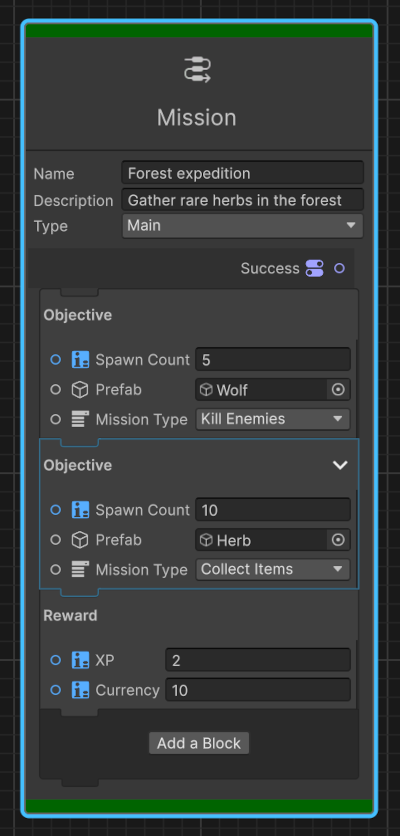 Mission
Name Forest expedition
Description Gather rare herbs in the forest
Type Main
Success
Objective
Spawn Count 5
Prefab Wolf
Mission Type Kill Enemies
Objective
Spawn Count 10
Prefab Herb
Mission Type Collect Items
Reward
XP 2
Currency 10
Add a Block